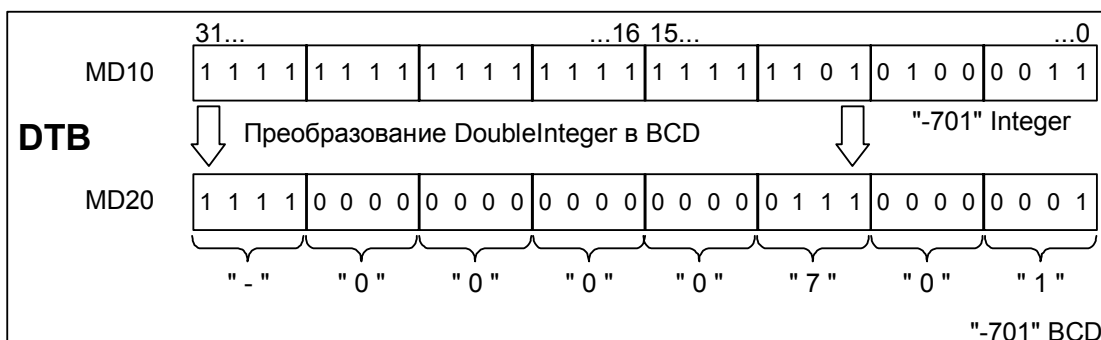 31... ...16 15... ...0
MD10 1 1 1 1 1 1 1 1 1 1 1 1 1 1 1 1 1 1 1 1 1 1 0 1 0 1 0 0 0 0 1 1
DTB Преобразование DoubleInteger в BCD "-701" Integer
MD20 1 1 1 1 0 0 0 0 0 0 0 0 0 0 0 0 0 0 0 0 0 1 1 1 0 0 0 0 0 0 0 1
" - " " 0 " " 0 " " 0 " " 0 " " 7 " " 0 " " 1 "
"-701" BCD